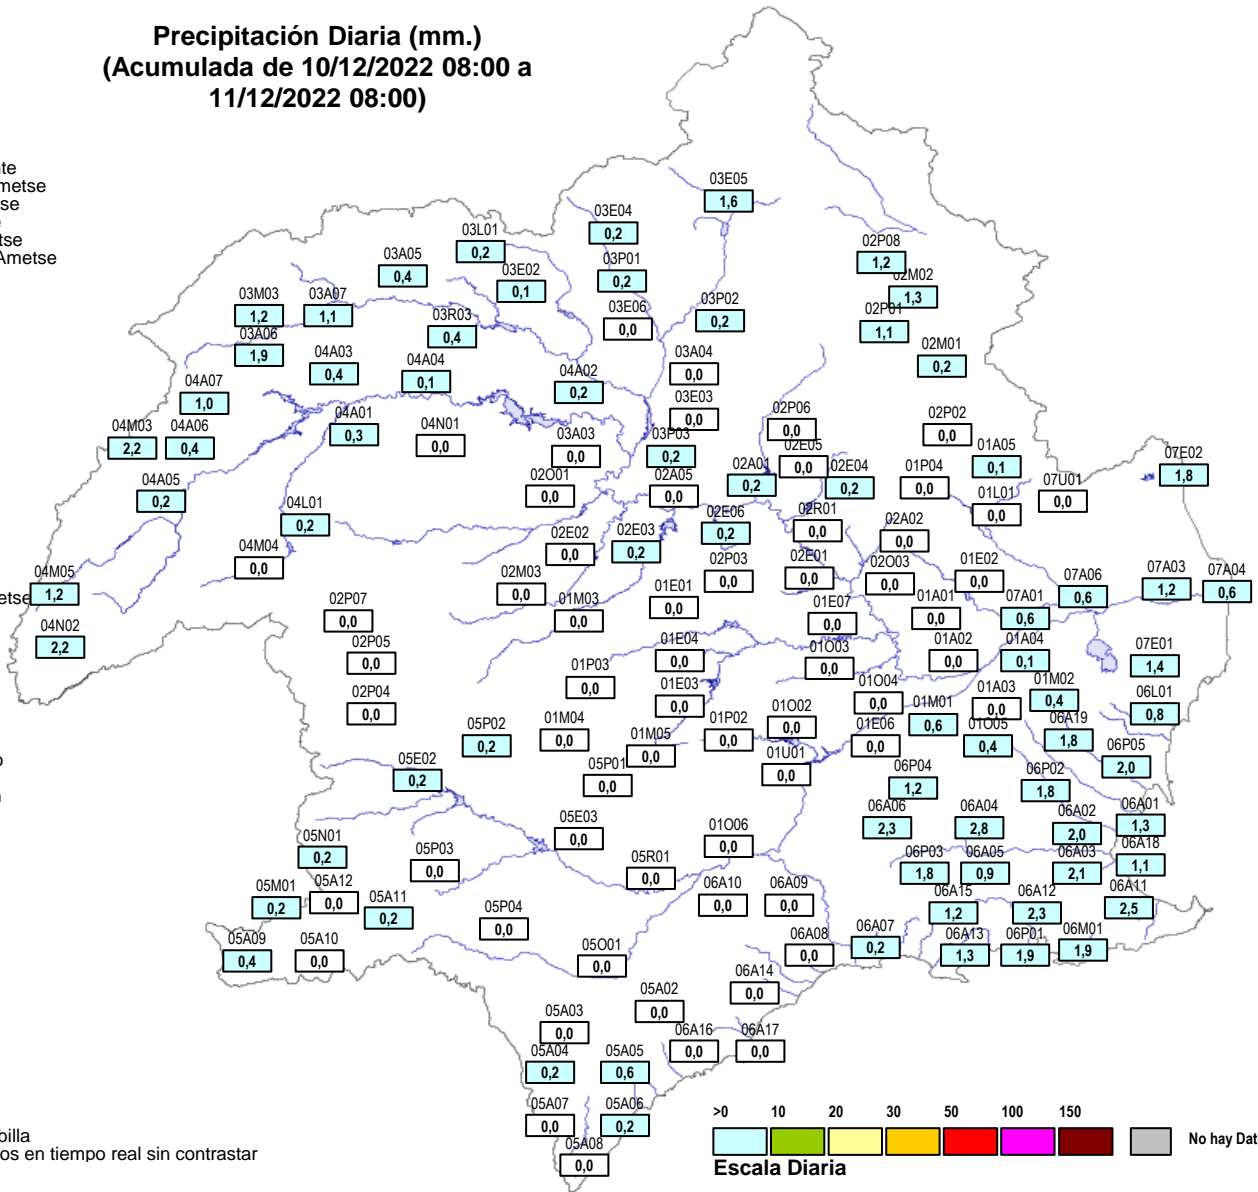 Precipitación Diaria (mm.)
(Acumulada de 10/12/2022 08:00 a
11/12/2022 08:00)
03E05
1,6
03E04
0,2
03L01
0,2
03A05
0,4
03E02
0,1
03P01
0,2
02P08
1,2
02M02
1,3
03M03
1,2
03A07
1,1
03R03
0,4
03E06
0,0
03P02
0,2
02P01
1,1
03A06
1,9
04A03
0,4
04A04
0,1
04A02
0,2
03A04
0,0
02M01
0,2
04A07
1,0
03E03
0,0
04M03
2,2
04A06
0,4
04A01
0,3
04N01
0,0
03A03
0,0
03P03
0,2
02P06
0,0
02E05
0,0
02P02
0,0
01A05
0,1
07E02
1,8
04A05
0,2
02O01
0,0
02A05
0,0
02A01
0,2
02E04
0,2
01P04
0,0
01L01
0,0
07U01
0,0
04L01
0,2
02E06
0,2
02R01
0,0
02A02
0,0
04M04
0,0
02E02
0,0
02E03
0,2
02P03
0,0
02E01
0,0
02O03
0,0
01E02
0,0
04M05
1,2
02M03
0,0
01M03
0,0
01E01
0,0
01E07
0,0
01A01
0,0
07A01
0,6
07A06
0,6
07A03
1,2
07A04
0,6
04N02
2,2
02P07
0,0
02P05
0,0
01E04
0,0
01O03
0,0
01A02
0,0
01A04
0,1
07E01
1,4
02P04
0,0
01P03
0,0
01E03
0,0
01O04
0,0
01M01
0,6
01A03
0,0
01M02
0,4
06L01
0,8
05P02
0,2
01M04
0,0
01M05
0,0
01P02
0,0
01O02
0,0
01E06
0,0
01O05
0,4
06A19
1,8
06P05
2,0
05E02
0,2
05P01
0,0
01U01
0,0
06P04
1,2
06P02
1,8
05E03
0,0
01O06
0,0
06A06
2,3
06A04
2,8
06A02
2,0
06A01
1,3
05N01
0,2
05P03
0,0
05R01
0,0
06P03
1,8
06A05
0,9
06A03
2,1
06A18
1,1
05M01
0,2
05A12
0,0
05A11
0,2
06A10
0,0
06A09
0,0
06A15
1,2
06A12
2,3
06A11
2,5
05P04
0,0
05A09
0,4
05A10
0,0
05O01
0,0
06A08
0,0
06A07
0,2
06A13
1,3
06P01
1,9
06M01
1,9
06A14
0,0
05A02
0,0
05A03
0,0
06A16
0,0
06A17
0,0
05A04
0,2
05A05
0,6
05A07
0,0
05A06
0,2
05A08
0,0
metse
se
tse
Ametse
etse
billa
os en tiempo real sin contrastar
>0 10 20 30 50 100 150
No hay Dat
Escala Diaria